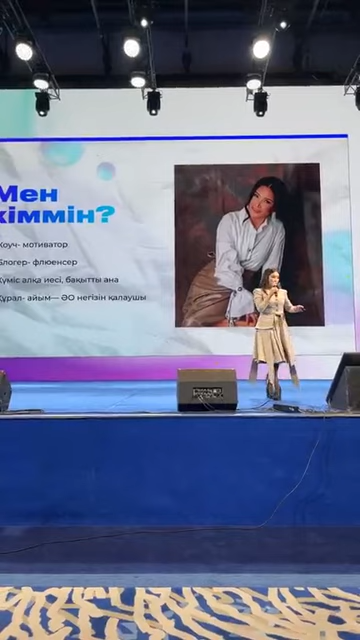 Мен
кіммін?
Коуч- мотиватор
Блогер- флюенсер
Күміс алқа иесі, бақытты ана
Құрал- айым— ӘО негізін қалаушы